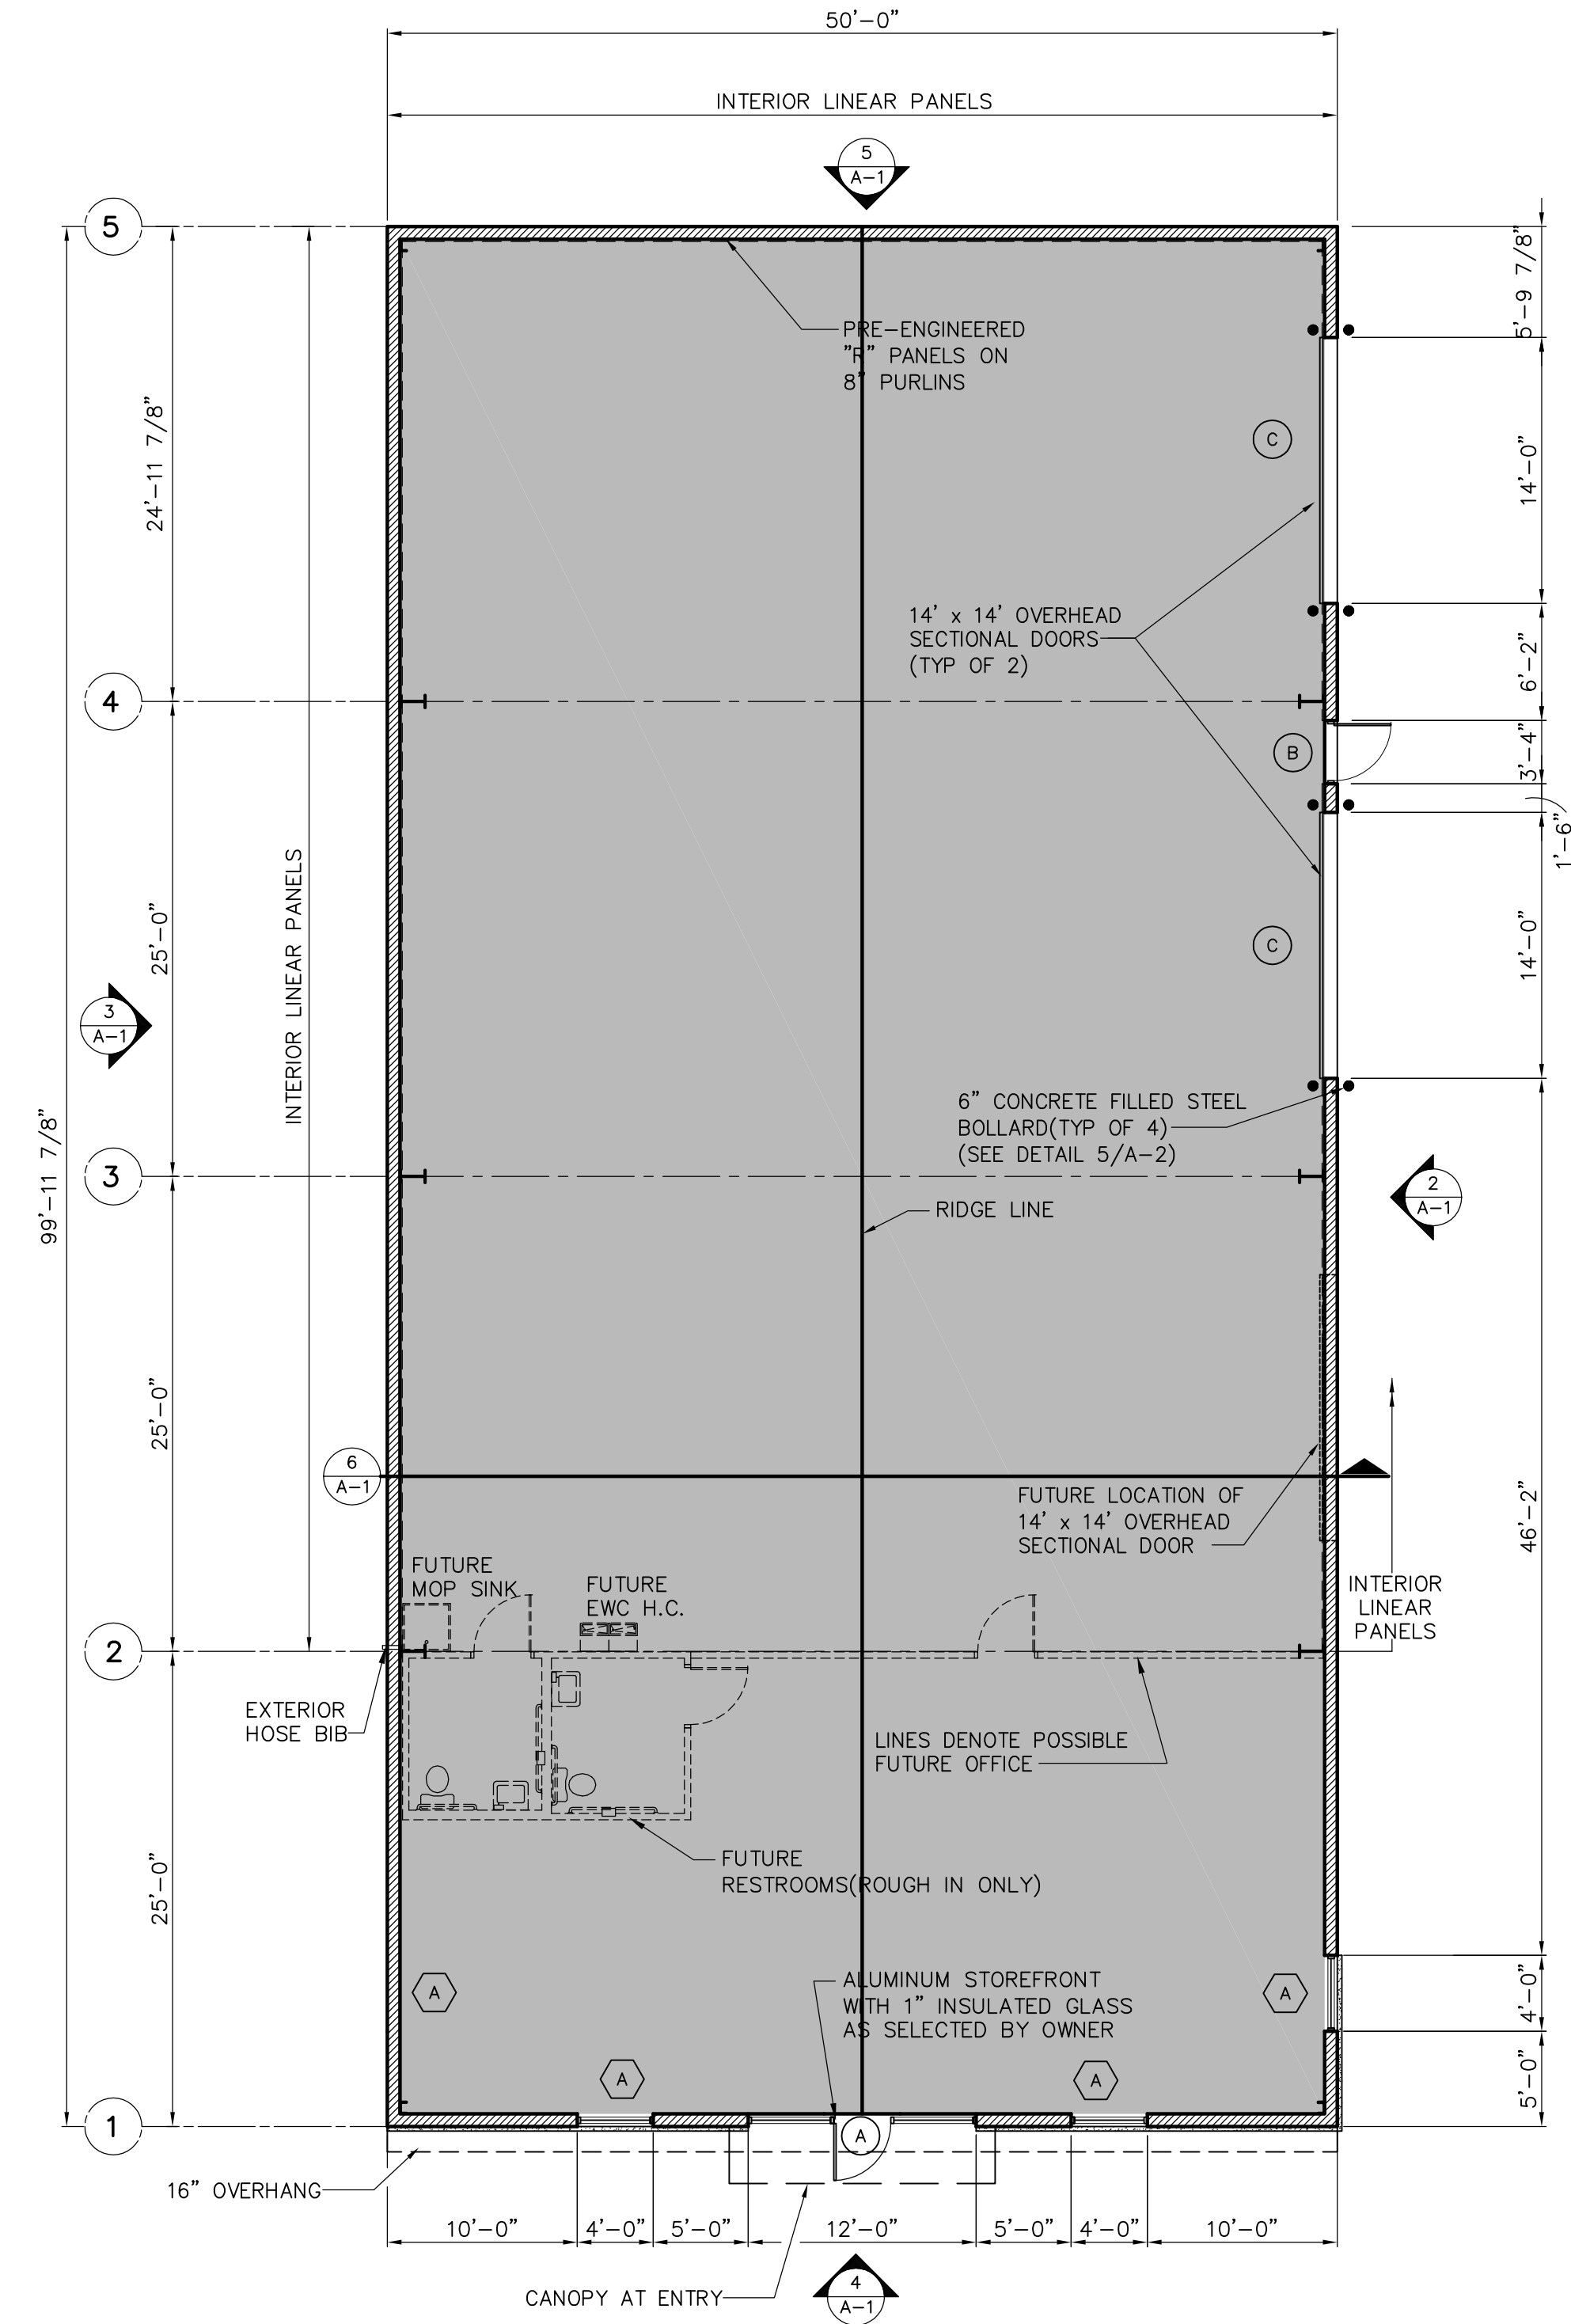 50'-0"
INTERIOR LINEAR PANELS
5
A-1
5
5'-9 7/8"
PRE-ENGINEERED
"R" PANELS ON
8" PURLINS
24'-11 7/8"
C
14'-0"
14' x 14' OVERHEAD
SECTIONAL DOORS
(TYP OF 2)
6'-2"
4
B
3'-4"
1'-6"
INTERIOR LINEAR PANELS
25'-0"
C
14'-0"
3
A-1
99'-11 7/8"
6" CONCRETE FILLED STEEL
BOLLARD(TYP OF 4)
(SEE DETAIL 5/A-2)
3
2
A-1
RIDGE LINE
25'-0"
6
A-1
FUTURE LOCATION OF
14' x 14' OVERHEAD
SECTIONAL DOOR
46'-2"
FUTURE
MOP SINK
FUTURE
EWC H.C.
INTERIOR
LINEAR
PANELS
2
EXTERIOR
HOSE BIB
LINES DENOTE POSSIBLE
FUTURE OFFICE
FUTURE
RESTROOMS(ROUGH IN ONLY)
25'-0"
A
ALUMINUM STOREFRONT
WITH 1" INSULATED GLASS
AS SELECTED BY OWNER
A
4'-0"
A
A
5'-0"
1
A
16" OVERHANG
10'-0"
4'-0"
5'-0"
12'-0"
5'-0"
4'-0"
10'-0"
CANOPY AT ENTRY
4
A-1